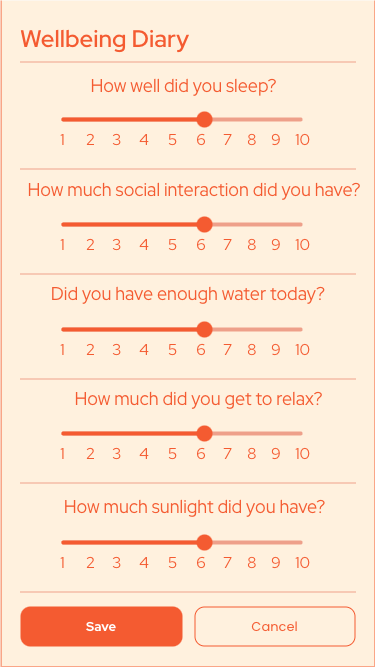 Wellbeing Diary
How well did you sleep?
1 2 3 4 5 6 7 8 9 10
How much social interaction did you have?
1 2 3 4 5 6 7 8 9 10
Did you have enough water today?
1 2 3 4 5 6 7 8 9 10
How much did you get to relax?
1 2 3 4 5 6 7 8 9 10
How much sunlight did you have?
1 2 3 4 5 6 7 8 9 10
Save Cancel